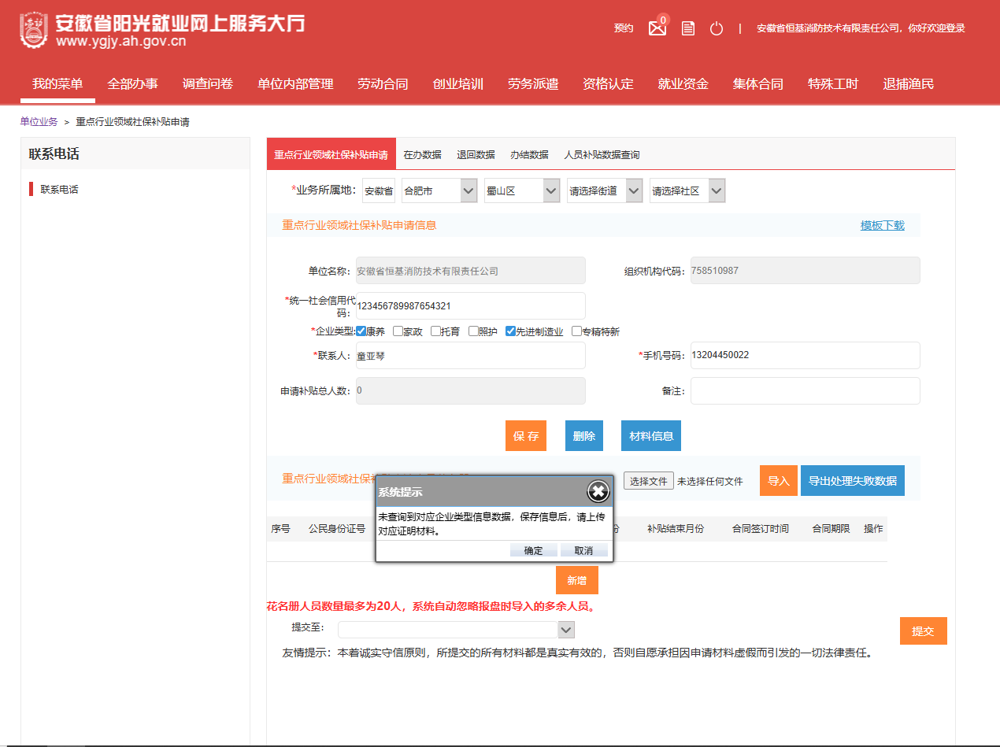 安徽省阳光就业网上服务大厅
www.ygjy.ah.gov.cn
预约 0 | 安徽省恒基消防技术有限责任公司，你好欢迎登录
我的菜单 全部办事 调查问卷 单位内部管理 劳动合同 创业培训 劳务派遣 资格认定 就业资金 集体合同 特殊工时 退捕渔民
单位业务 > 重点行业领域社保补贴申请
联系电话
联系电话
重点行业领域社保补贴申请 在办数据 退回数据 办结数据 人员补贴数据查询
*业务所属地： 安徽省 合肥市 蜀山区 请选择街道 请选择社区
重点行业领域社保补贴申请信息 模板下载
单位名称： 安徽省恒基消防技术有限责任公司 组织机构代码： 758510987
*统一社会信用代
码： 123456789987654321
*企业类型: 康养 家政 托育 照护 先进制造业 专精特新
*联系人： 童亚琴 *手机号码： 13204450022
申请补贴总人数： 0 备注：
保 存 删除 材料信息
重点行业领域社保 选择文件 未选择任何文件 导入 导出处理失败数据
系统提示
未查询到对应企业类型信息数据，保存信息后，请上传
对应证明材料。
确定 取消
序号 公民身份证号 补贴结束月份 合同签订时间 合同期限 操作
新增
花名册人员数量最多为20人，系统自动忽略报盘时导入的多余人员。
提交至：
提交
友情提示：本着诚实守信原则，所提交的所有材料都是真实有效的，否则自愿承担因申请材料虚假而引发的一切法律责任。